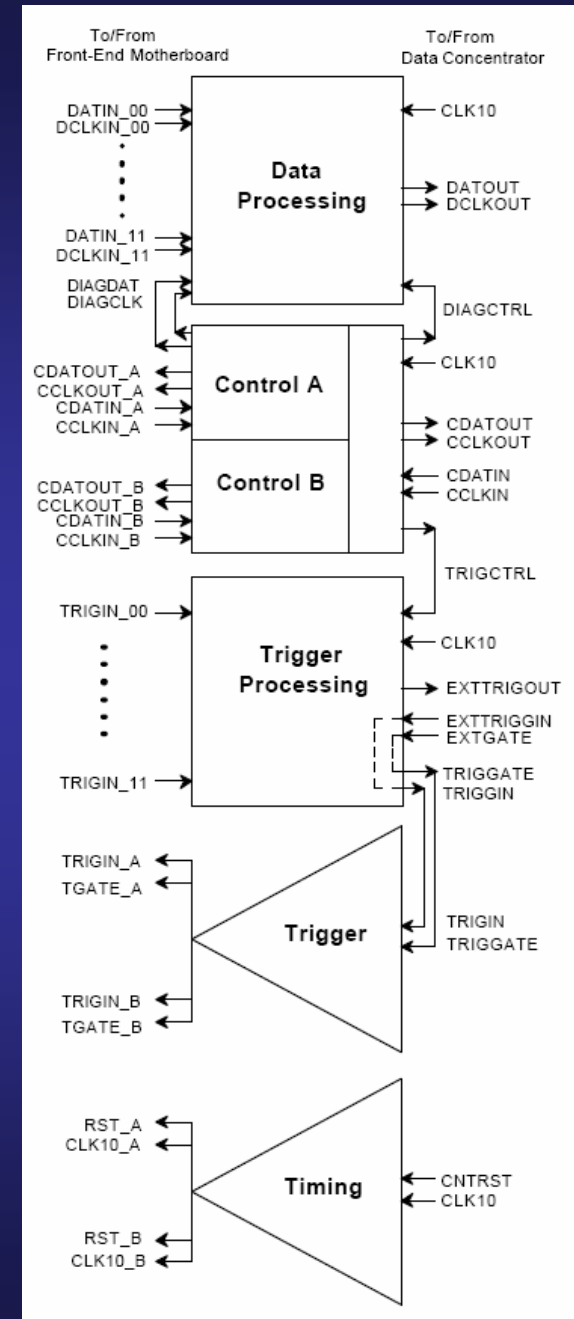 To/From
Front-End Motherboard
To/From
Data Concentrator
DATIN_00
DCLKIN_00
DATIN_11
DCLKIN_11
DIAGDAT
DIAGCLK
Data
Processing
CLK10
DATOUT
DCLKOUT
DIAGCTRL
CDATOUT_A
CCLKOUT_A
CDATIN_A
CCLKIN_A
Control A
CDATOUT_B
CCLKOUT_B
CDATIN_B
CCLKIN_B
Control B
CLK10
CDATOUT
CCLKOUT
CDATIN
CCLKIN
TRIGCTRL
TRIGIN_00
TRIGIN_11
Trigger
Processing
CLK10
EXTTRIGOUT
EXTTRIGGIN
EXTGATE
TRIGGATE
TRIGGIN
TRIGIN_A
TGATE_A
TRIGIN_B
TGATE_B
Trigger
TRIGIN
TRIGGATE
RST_A
CLK10_A
RST_B
CLK10_B
Timing
CNTRST
CLK10